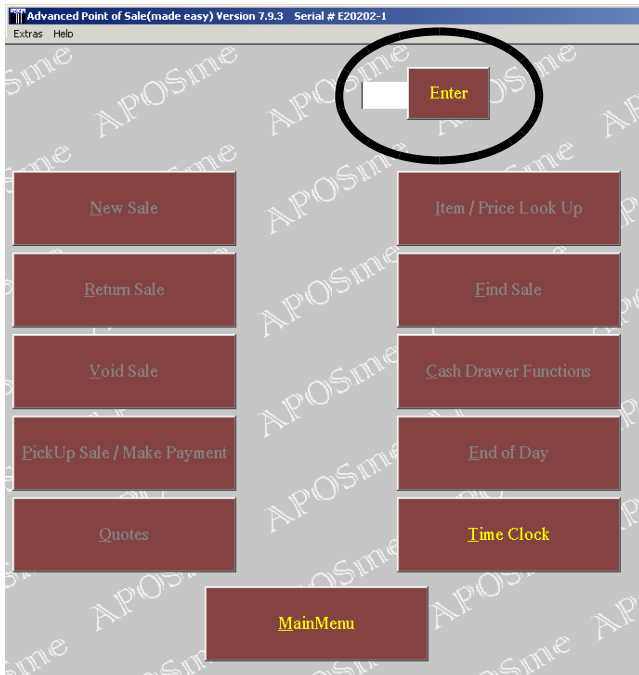 Advanced Point of Sale(made easy) Version 7.9.3 Serial # E20202-1
Extras Help
Enter
New Sale
Item / Price Look Up
Return Sale
Find Sale
Void Sale
Cash Drawer Functions
PickUp Sale / Make Payment
End of Day
Quotes
Time Clock
MainMenu
APOSme